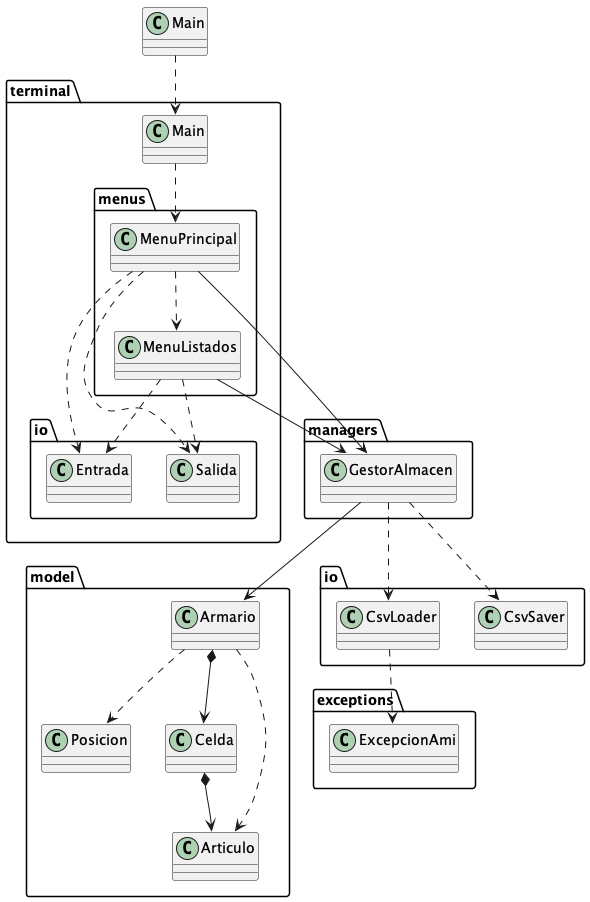 C Main
terminal
C Main
menus
C MenuPrincipal
C MenuListados
io
C Entrada
C Salida
managers
C GestorAlmacen
model
C Armario
C Posicion
C Celda
C Articulo
io
C CsvLoader
C CsvSaver
exceptions
C ExcepcionAmi